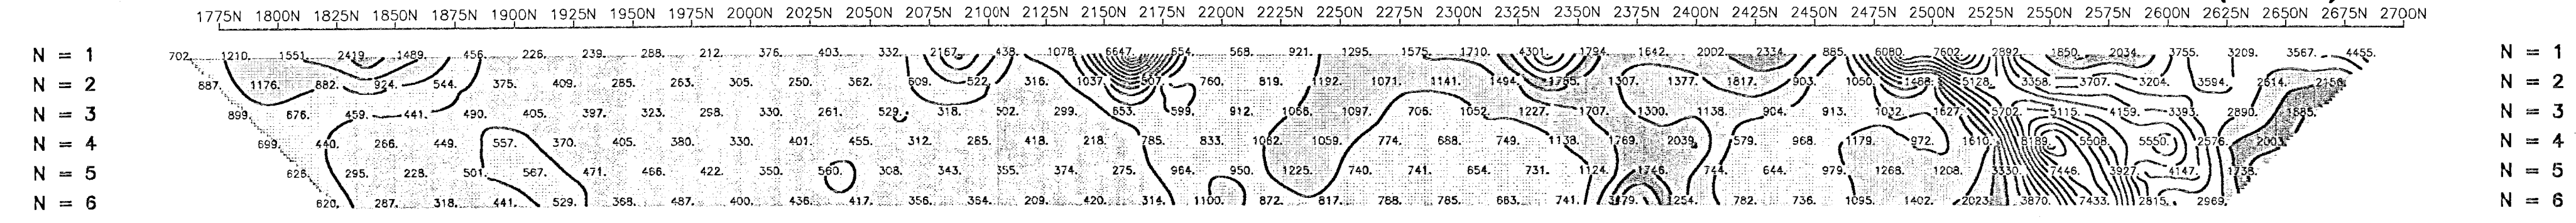 1775N 1800N 1825N 1850N 1875N 1900N 1925N 1950N 1975N 2000N 2025N 2050N 2075N 2100N 2125N 2150N 2175N 2200N 2225N 2250N 2275N 2300N 2325N 2350N 2375N 2400N 2425N 2450N 2475N 2500N 2525N 2550N 2575N 2600N 2625N 2650N 2675N 2700N
N = 1 702. 1210. 1551. 2419. 1489. 456. 226. 239. 288. 212. 376. 403. 332. 2167. 438. 1078. 6647. 654. 568. 921. 1295. 1575. 1710. 4301. 1794. 1642. 2002. 2334. 885. 6080. 7602. 2892. 1850. 2034. 3755. 3209. 3567. 4455. N = 1
N = 2 887. 1176. 882. 924. 544. 375. 409. 285. 263. 305. 250. 362. 609. 522. 316. 1037. 507. 760. 819. 1192. 1071. 1141. 1494. 1765. 1307. 1377. 1817. 903. 1050. 1468. 5128. 3358. 3707. 3204. 3594. 2614. 2156. N = 2
N = 3 899. 676. 459. 441. 490. 405. 397. 323. 298. 330. 261. 529. 318. 502. 299. 653. 599. 912. 1066. 1097. 706. 1052. 1227. 1707. 1300. 1138. 904. 913. 1032. 1627. 5702. 5115. 4159. 3393. 2890. 1885. N = 3
N = 4 699. 440. 266. 449. 557. 370. 405. 380. 330. 401. 455. 312. 285. 418. 218. 785. 833. 1082. 1059. 774. 688. 749. 1138. 1769. 2039. 579. 968. 1179. 972. 1610. 8189. 5508. 5550. 2576. 2003. N = 4
N = 5 626. 295. 228. 501. 567. 471. 466. 422. 350. 560. 308. 343. 355. 374. 275. 964. 950. 1225. 740. 741. 654. 731. 1124. 1746. 744. 644. 979. 1268. 1208. 3330. 7446. 3927. 4147. 1738. N = 5
N = 6 620. 287. 318. 441. 529. 368. 487. 400. 436. 417. 356. 354. 209. 420. 314. 1100. 872. 817. 768. 785. 663. 741. 3179. 1254. 782. 736. 1095. 1402. 2023. 3870. 7433. 2815. 2969. N = 6